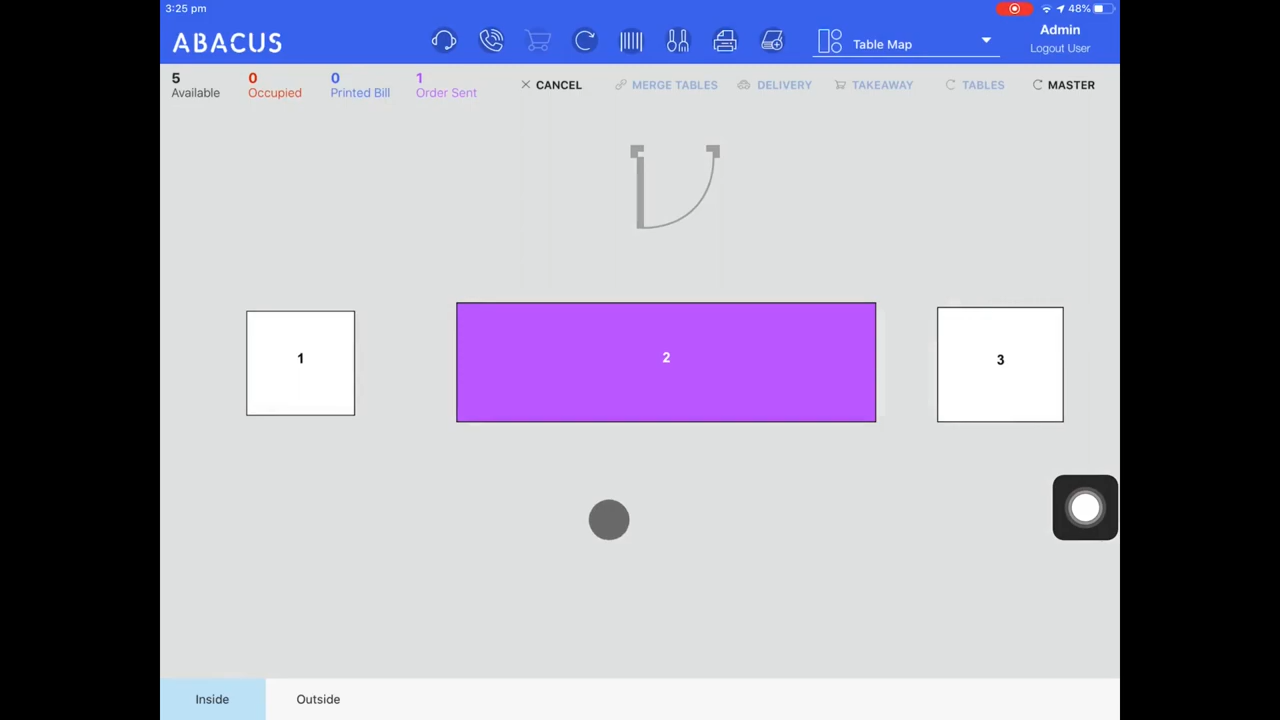 3:25 pm
48%
ABACUS
Table Map
Admin
Logout User
5
Available
0
Occupied
0
Printed Bill
1
Order Sent
CANCEL
MERGE TABLES
DELIVERY
TAKEAWAY
TABLES
MASTER
1
2
3
Inside
Outside